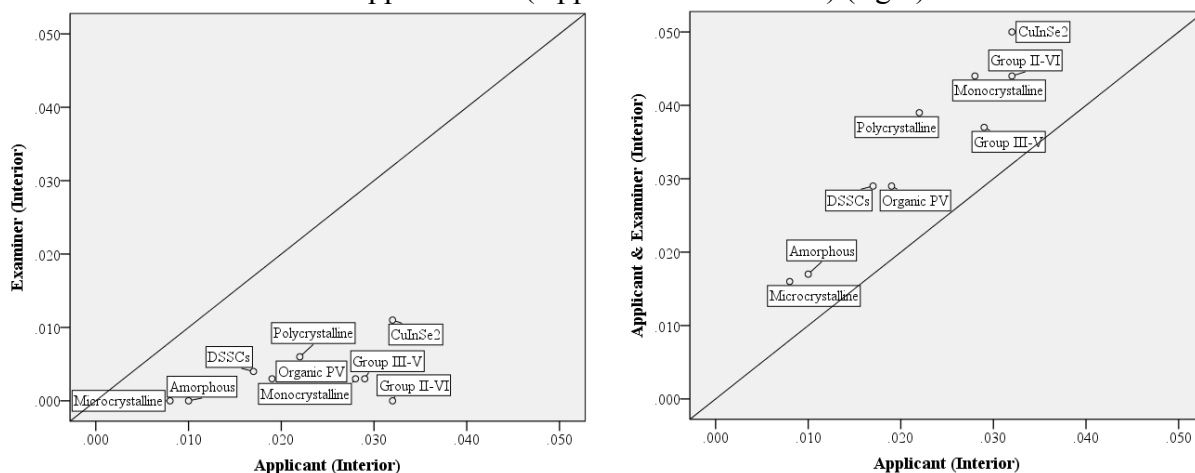 .050
.040
.030
.020
.010
.000
Examiner (Interior)
Polycrystalline
CuInSe2
DSSCs
Organic PV
Group III-V
Microcrystalline
Amorphous
Monocrystalline
Group II-VI
.000 .010 .020 .030 .040 .050
Applicant (Interior)
.050
.040
.030
.020
.010
.000
Applicant & Examiner (Interior)
CuInSe2
Group II-VI
Monocrystalline
Polycrystalline
Group III-V
DSSCs
Organic PV
Amorphous
Microcrystalline
.000 .010 .020 .030 .040 .050
Applicant (Interior)